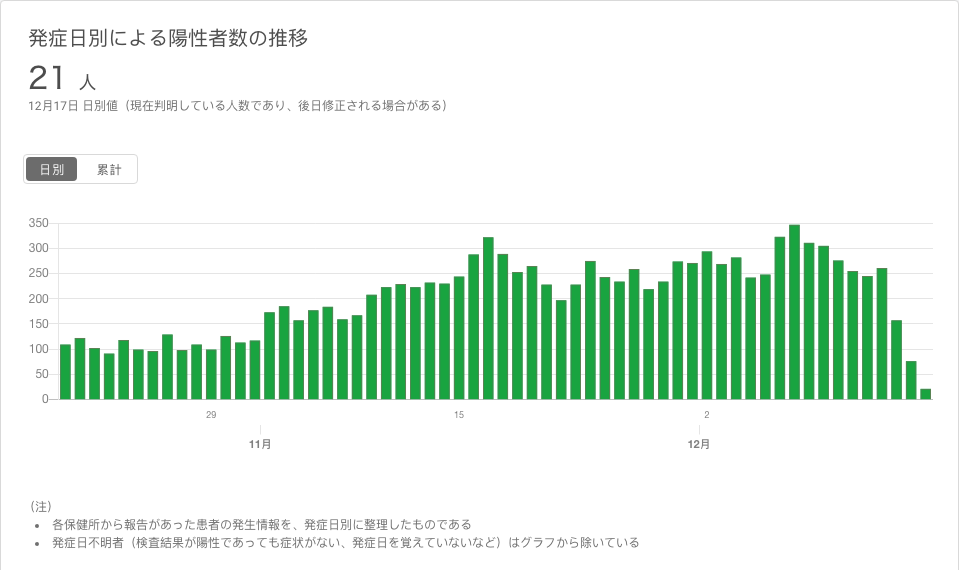 発症日別による陽性者数の推移
21 人
12月17日 日別値（現在判明している人数であり、後日修正される場合がある）
日別 累計
350
300
250
200
150
100
50
0
29 15 2
11月 12月
（注）
• 各保健所から報告があった患者の発生情報を、発症日別に整理したものである
• 発症日不明者（検査結果が陽性であっても症状がない、発症日を覚えていないなど）はグラフから除いている